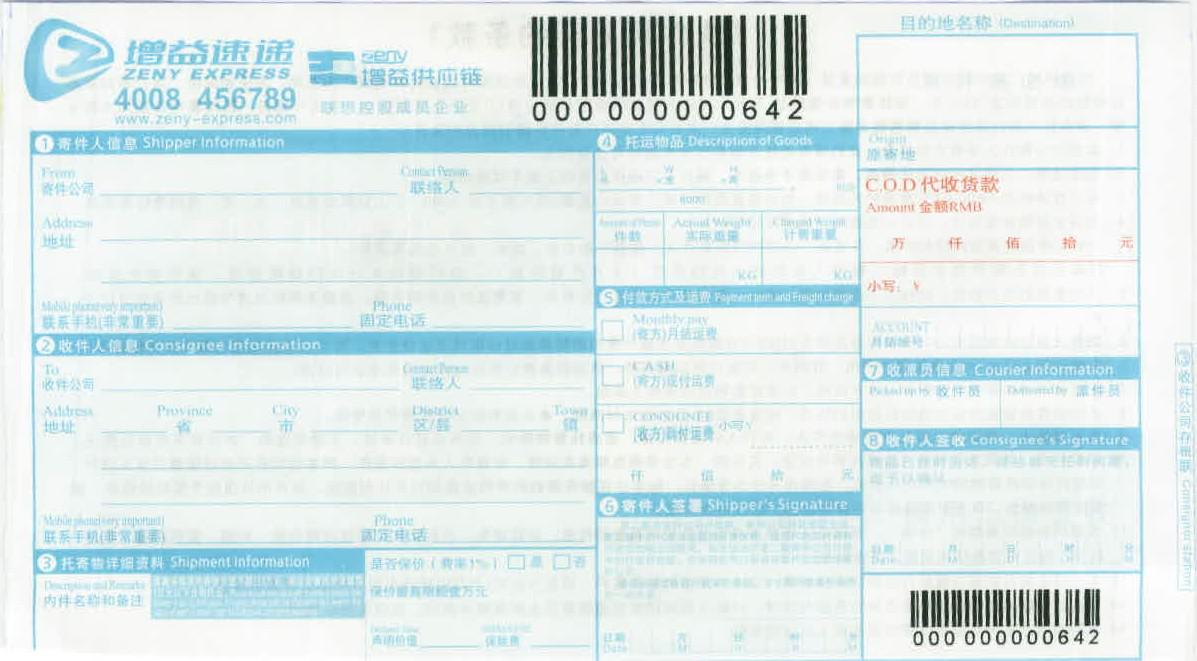 增益速递
ZENY EXPRESS
4008 456789
www.zeny-express.com
zeny
增益供应链
联想控股成员企业
000 000000642
目的地名称 (Destination)
1 寄件人信息 Shipper Information
From
寄件公司
Contact Person
联络人
Address
地址
Mobile phone(very important)
联系手机(非常重要)
Phone
固定电话
2 收件人信息 Consignee Information
To
收件公司
Contact Person
联络人
Address
地址
Province
省
City
市
District
区/县
Town
镇
Mobile phone(very important)
联系手机(非常重要)
Phone
固定电话
3 托寄物详细资料 Shipment Information
Description and Remarks
内件名称和备注
是否保价 (费率1%) 是 否
保价最高限额壹万元
声明价值
保险费
4 托运物品 Description of Goods
W
H
6000
件数
Actual Weight
实际重量
KG
Charged Weight
计费重量
KG
5 付款方式及运费 Payment term and Freight charge
Monthly pay
(寄方)月结运费
CASH
(寄方)现付运费
CONSIGNEE
(收方)到付运费 小写¥
仟 佰 拾 元
6 寄件人签署 Shipper's Signature
日期
Date
月
M
日
时
分
Origin
原寄地
C.O.D 代收货款
Amount 金额RMB
万 仟 佰 拾 元
小写: ¥
ACCOUNT
月结帐号
7 收派员信息 Courier Information
Picked up by 收件员
Delivered by 派件员
8 收件人签收 Consignee's Signature
日期 月 日 时 分
000 000000642
③收件公司存根联 Consignor Station